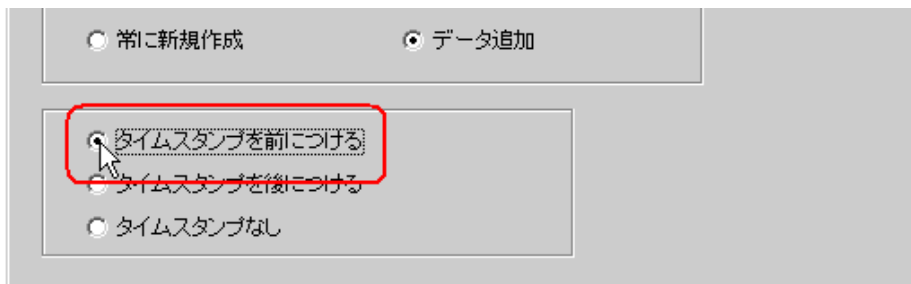 常に新規作成 データ追加
タイムスタンプを前につける
タイムスタンプを後につける
タイムスタンプなし